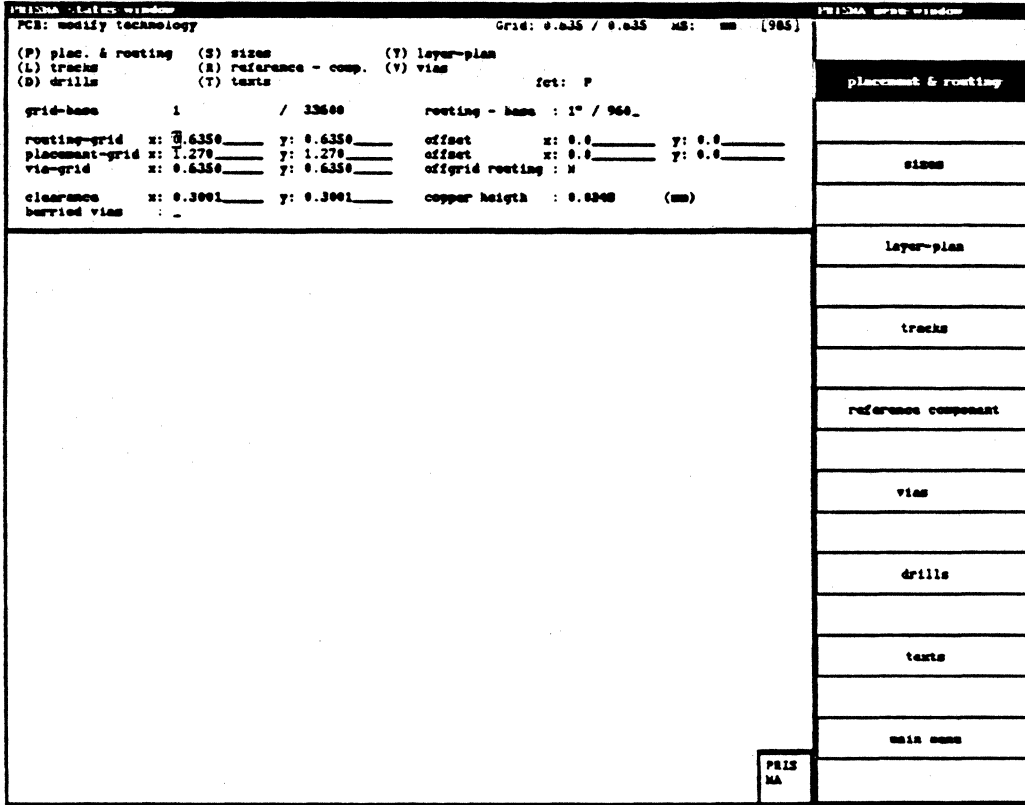 PRISMA status window
PCB: modify technology Grid: 0.635 / 0.635 MS: mm [985]
(P) plac. & routing (S) sizes (Y) layer-plan
(L) tracks (R) reference - comp. (V) vias
(D) drills (T) texts fct: P
grid-base 1 / 33600 routing - base : 1" / 960_
routing-grid x: 0.6350 y: 0.6350 offset x: 0.0 y: 0.0
placement-grid x: 1.270 y: 1.270 offset x: 0.0 y: 0.0
via-grid x: 0.6350 y: 0.6350 offgrid routing : N
clearance x: 0.3001 y: 0.3001 copper heigth : (mm)
burried vias : _
PRISMA menu window
placement & routing
sizes
layer-plan
tracks
reference component
vias
drills
texts
main menu
PRIS
MA